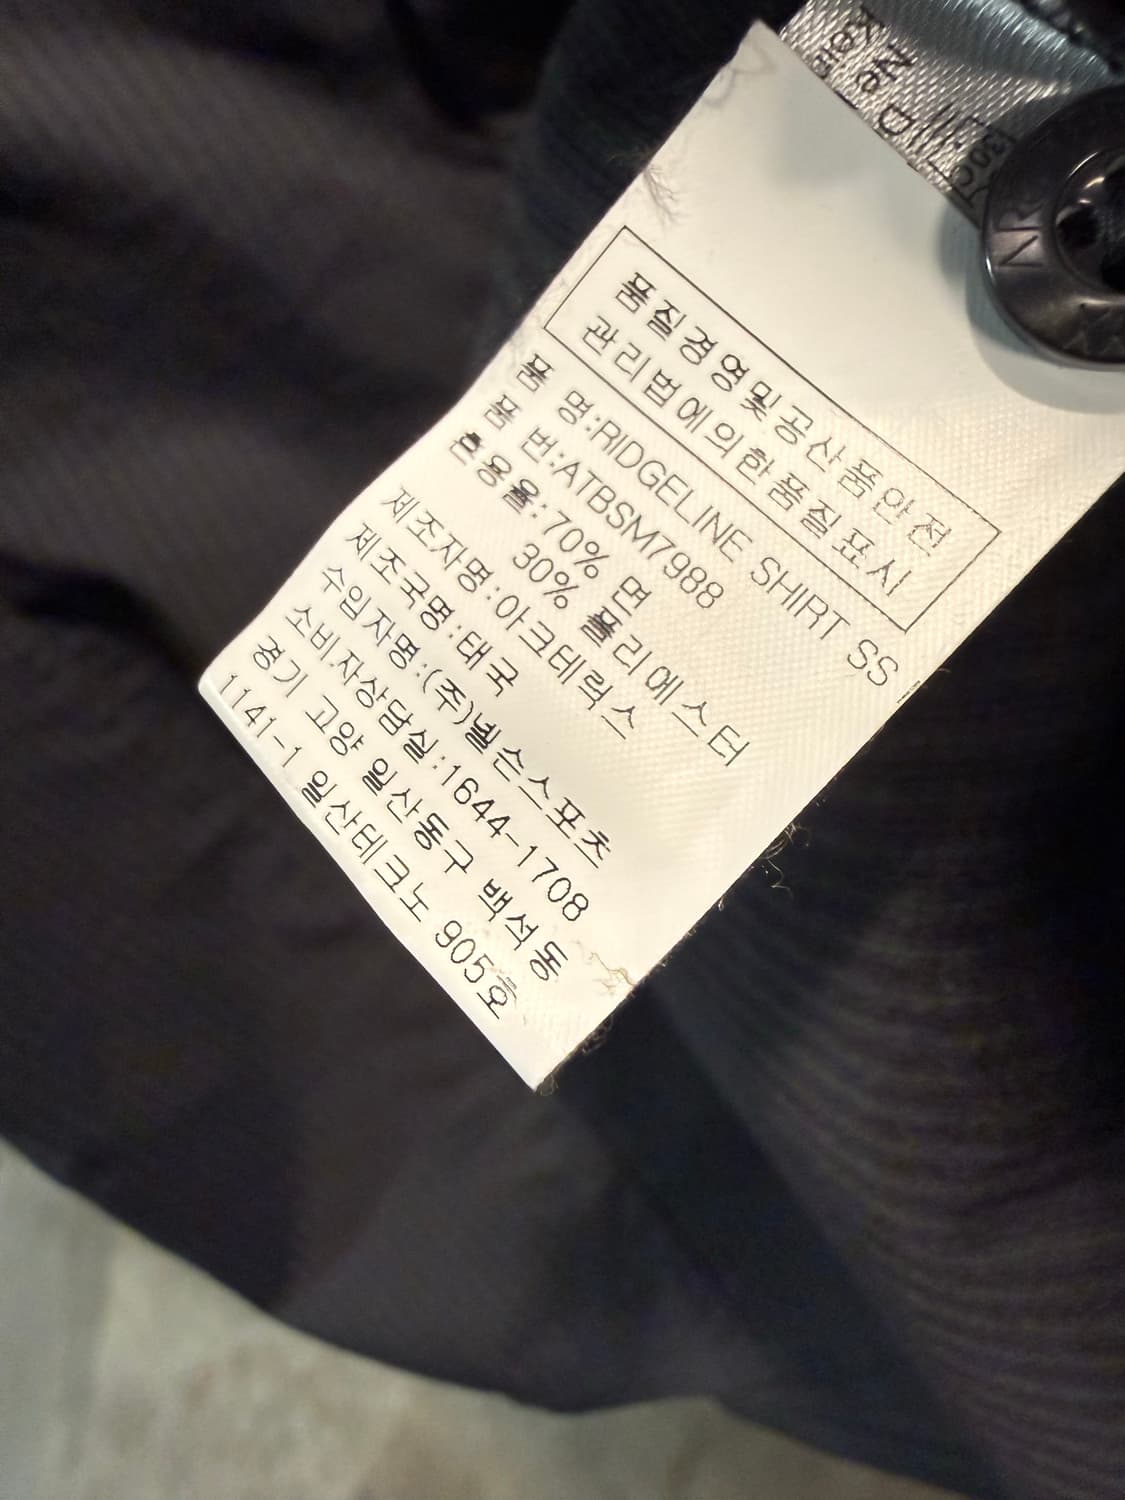 품질경영및공산품안전
관리법에의한품질표시
품 명:RIDGELINE SHIRT SS
품 번:ATBSM7988
혼용율:70% 면
30% 폴리에스터
제조자명:아크테릭스
제조국명:태국
수입자명:(주)넬슨스포츠
소비자상담실:1644-1708
경기 고양 일산동구 백석동
1141-1 일산테크노 905호